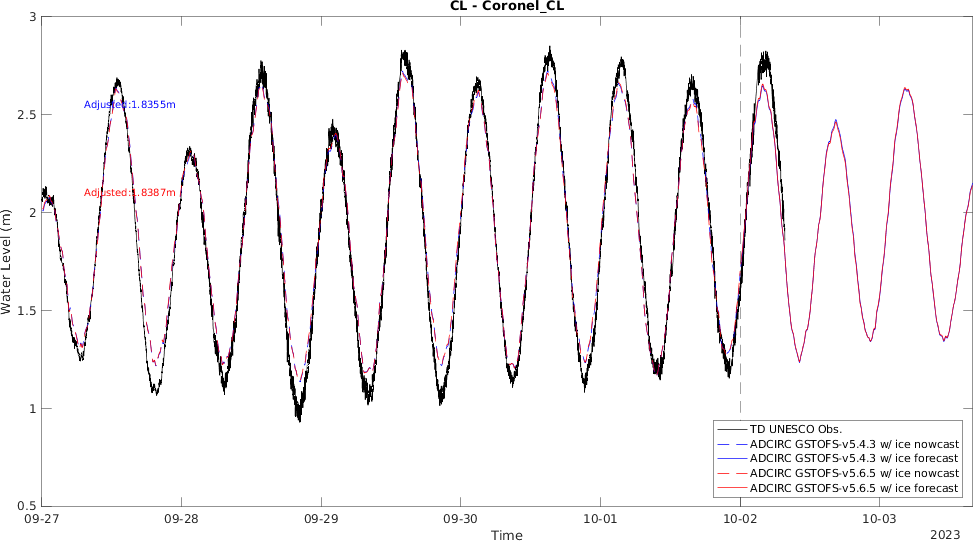 CL - Coronel_CL
3
2.5
2
1.5
1
0.5
Water Level (m)
Adjusted:1.8355m
Adjusted:1.8387m
TD UNESCO Obs.
ADCIRC GSTOFS-v5.4.3 w/ ice nowcast
ADCIRC GSTOFS-v5.4.3 w/ ice forecast
ADCIRC GSTOFS-v5.6.5 w/ ice nowcast
ADCIRC GSTOFS-v5.6.5 w/ ice forecast
09-27 09-28 09-29 09-30 10-01 10-02 10-03
Time
2023